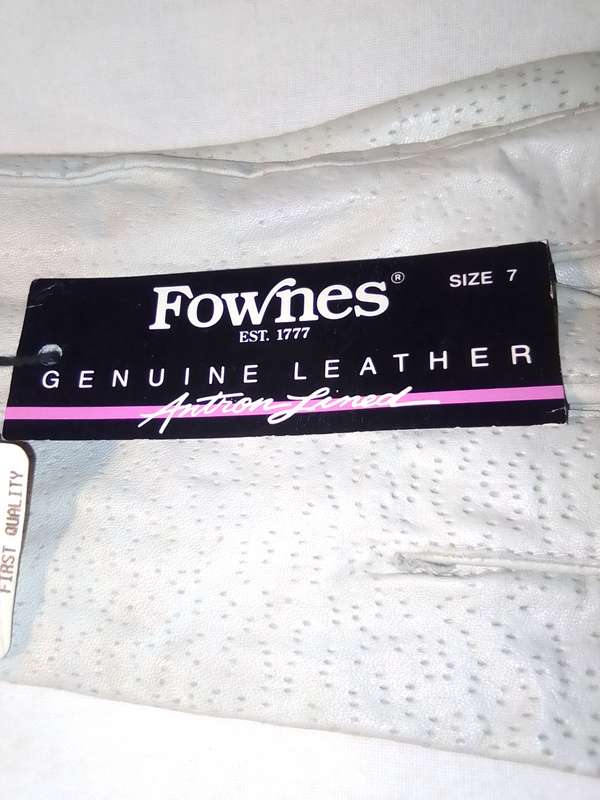 Fownes®
SIZE 7
EST. 1777
GENUINE LEATHER
Antron Lined
FIRST QUALITY